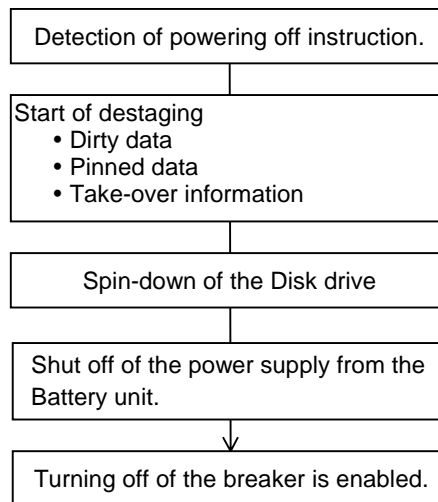 Detection of powering off instruction.
Start of destaging
• Dirty data
• Pinned data
• Take-over information
Spin-down of the Disk drive
Shut off of the power supply from the
Battery unit.
Turning off of the breaker is enabled.